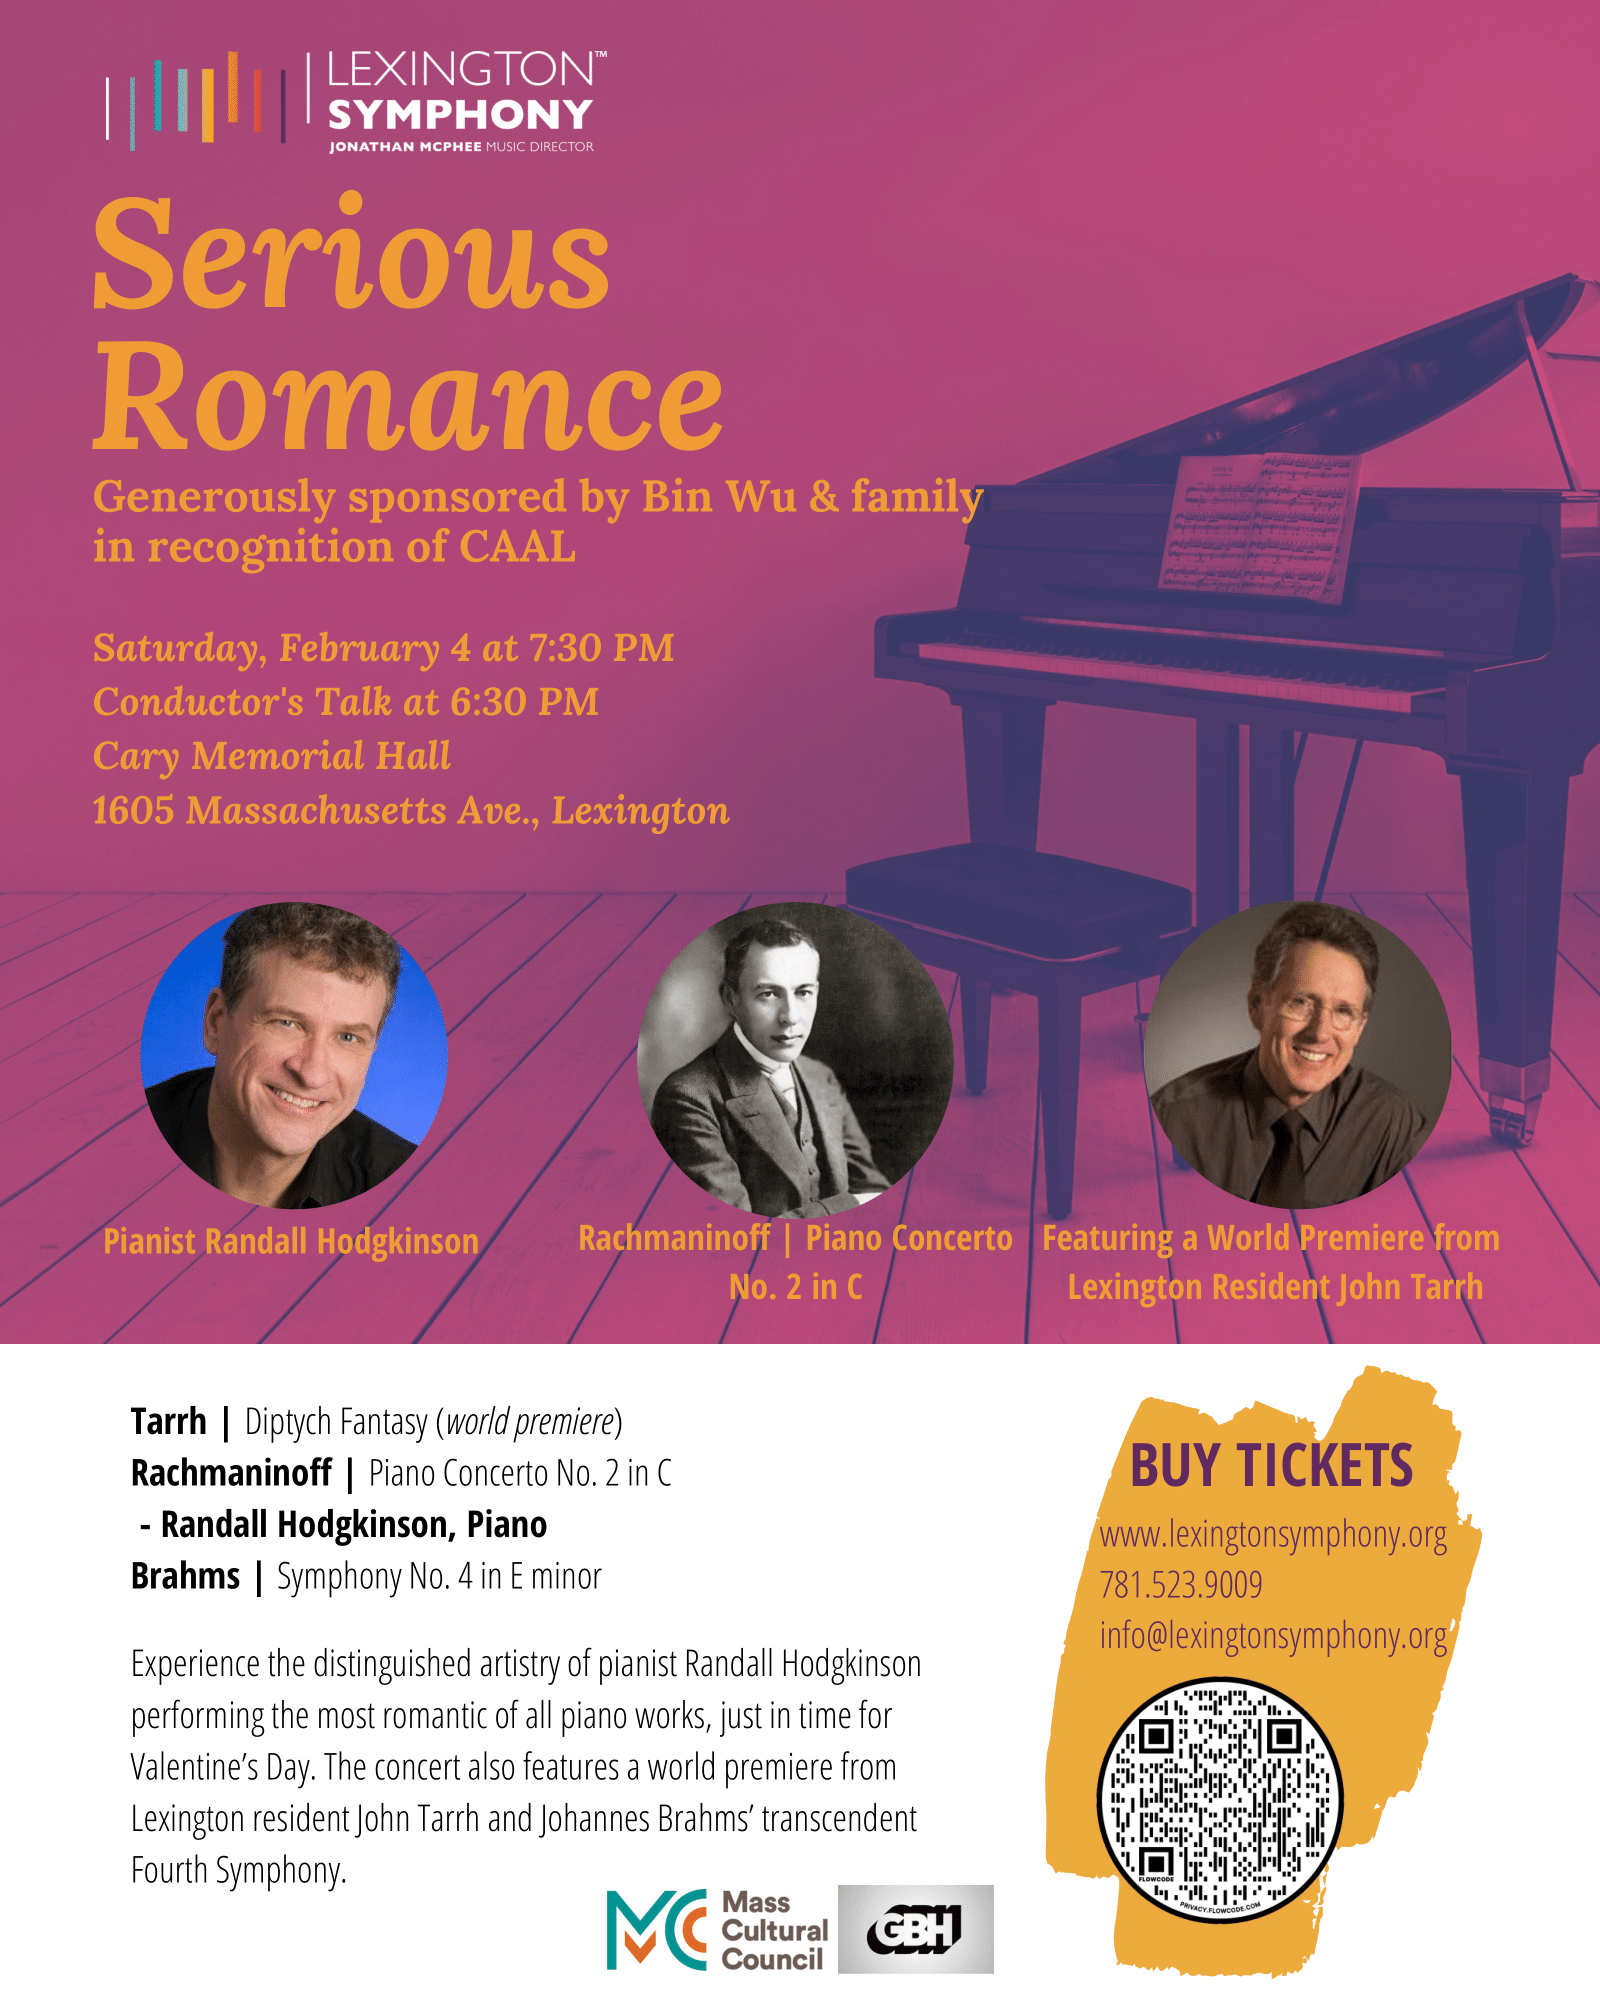 LEXINGTON™
SYMPHONY
JONATHAN MCPHEE MUSIC DIRECTOR
Serious
Romance
Generously sponsored by Bin Wu & family
in recognition of CAAL
Saturday, February 4 at 7:30 PM
Conductor's Talk at 6:30 PM
Cary Memorial Hall
1605 Massachusetts Ave., Lexington
Pianist Randall Hodgkinson
Rachmaninoff | Piano Concerto
No. 2 in C
Featuring a World Premiere from
Lexington Resident John Tarrh
Tarrh | Diptych Fantasy (world premiere)
Rachmaninoff | Piano Concerto No. 2 in C
- Randall Hodgkinson, Piano
Brahms | Symphony No. 4 in E minor
Experience the distinguished artistry of pianist Randall Hodgkinson
performing the most romantic of all piano works, just in time for
Valentine’s Day. The concert also features a world premiere from
Lexington resident John Tarrh and Johannes Brahms’ transcendent
Fourth Symphony.
BUY TICKETS
www.lexingtonsymphony.org
781.523.9009
info@lexingtonsymphony.org
FLOWCODE
PRIVACY.FLOWCODE.COM
MCC
Mass
Cultural
Council
GBH